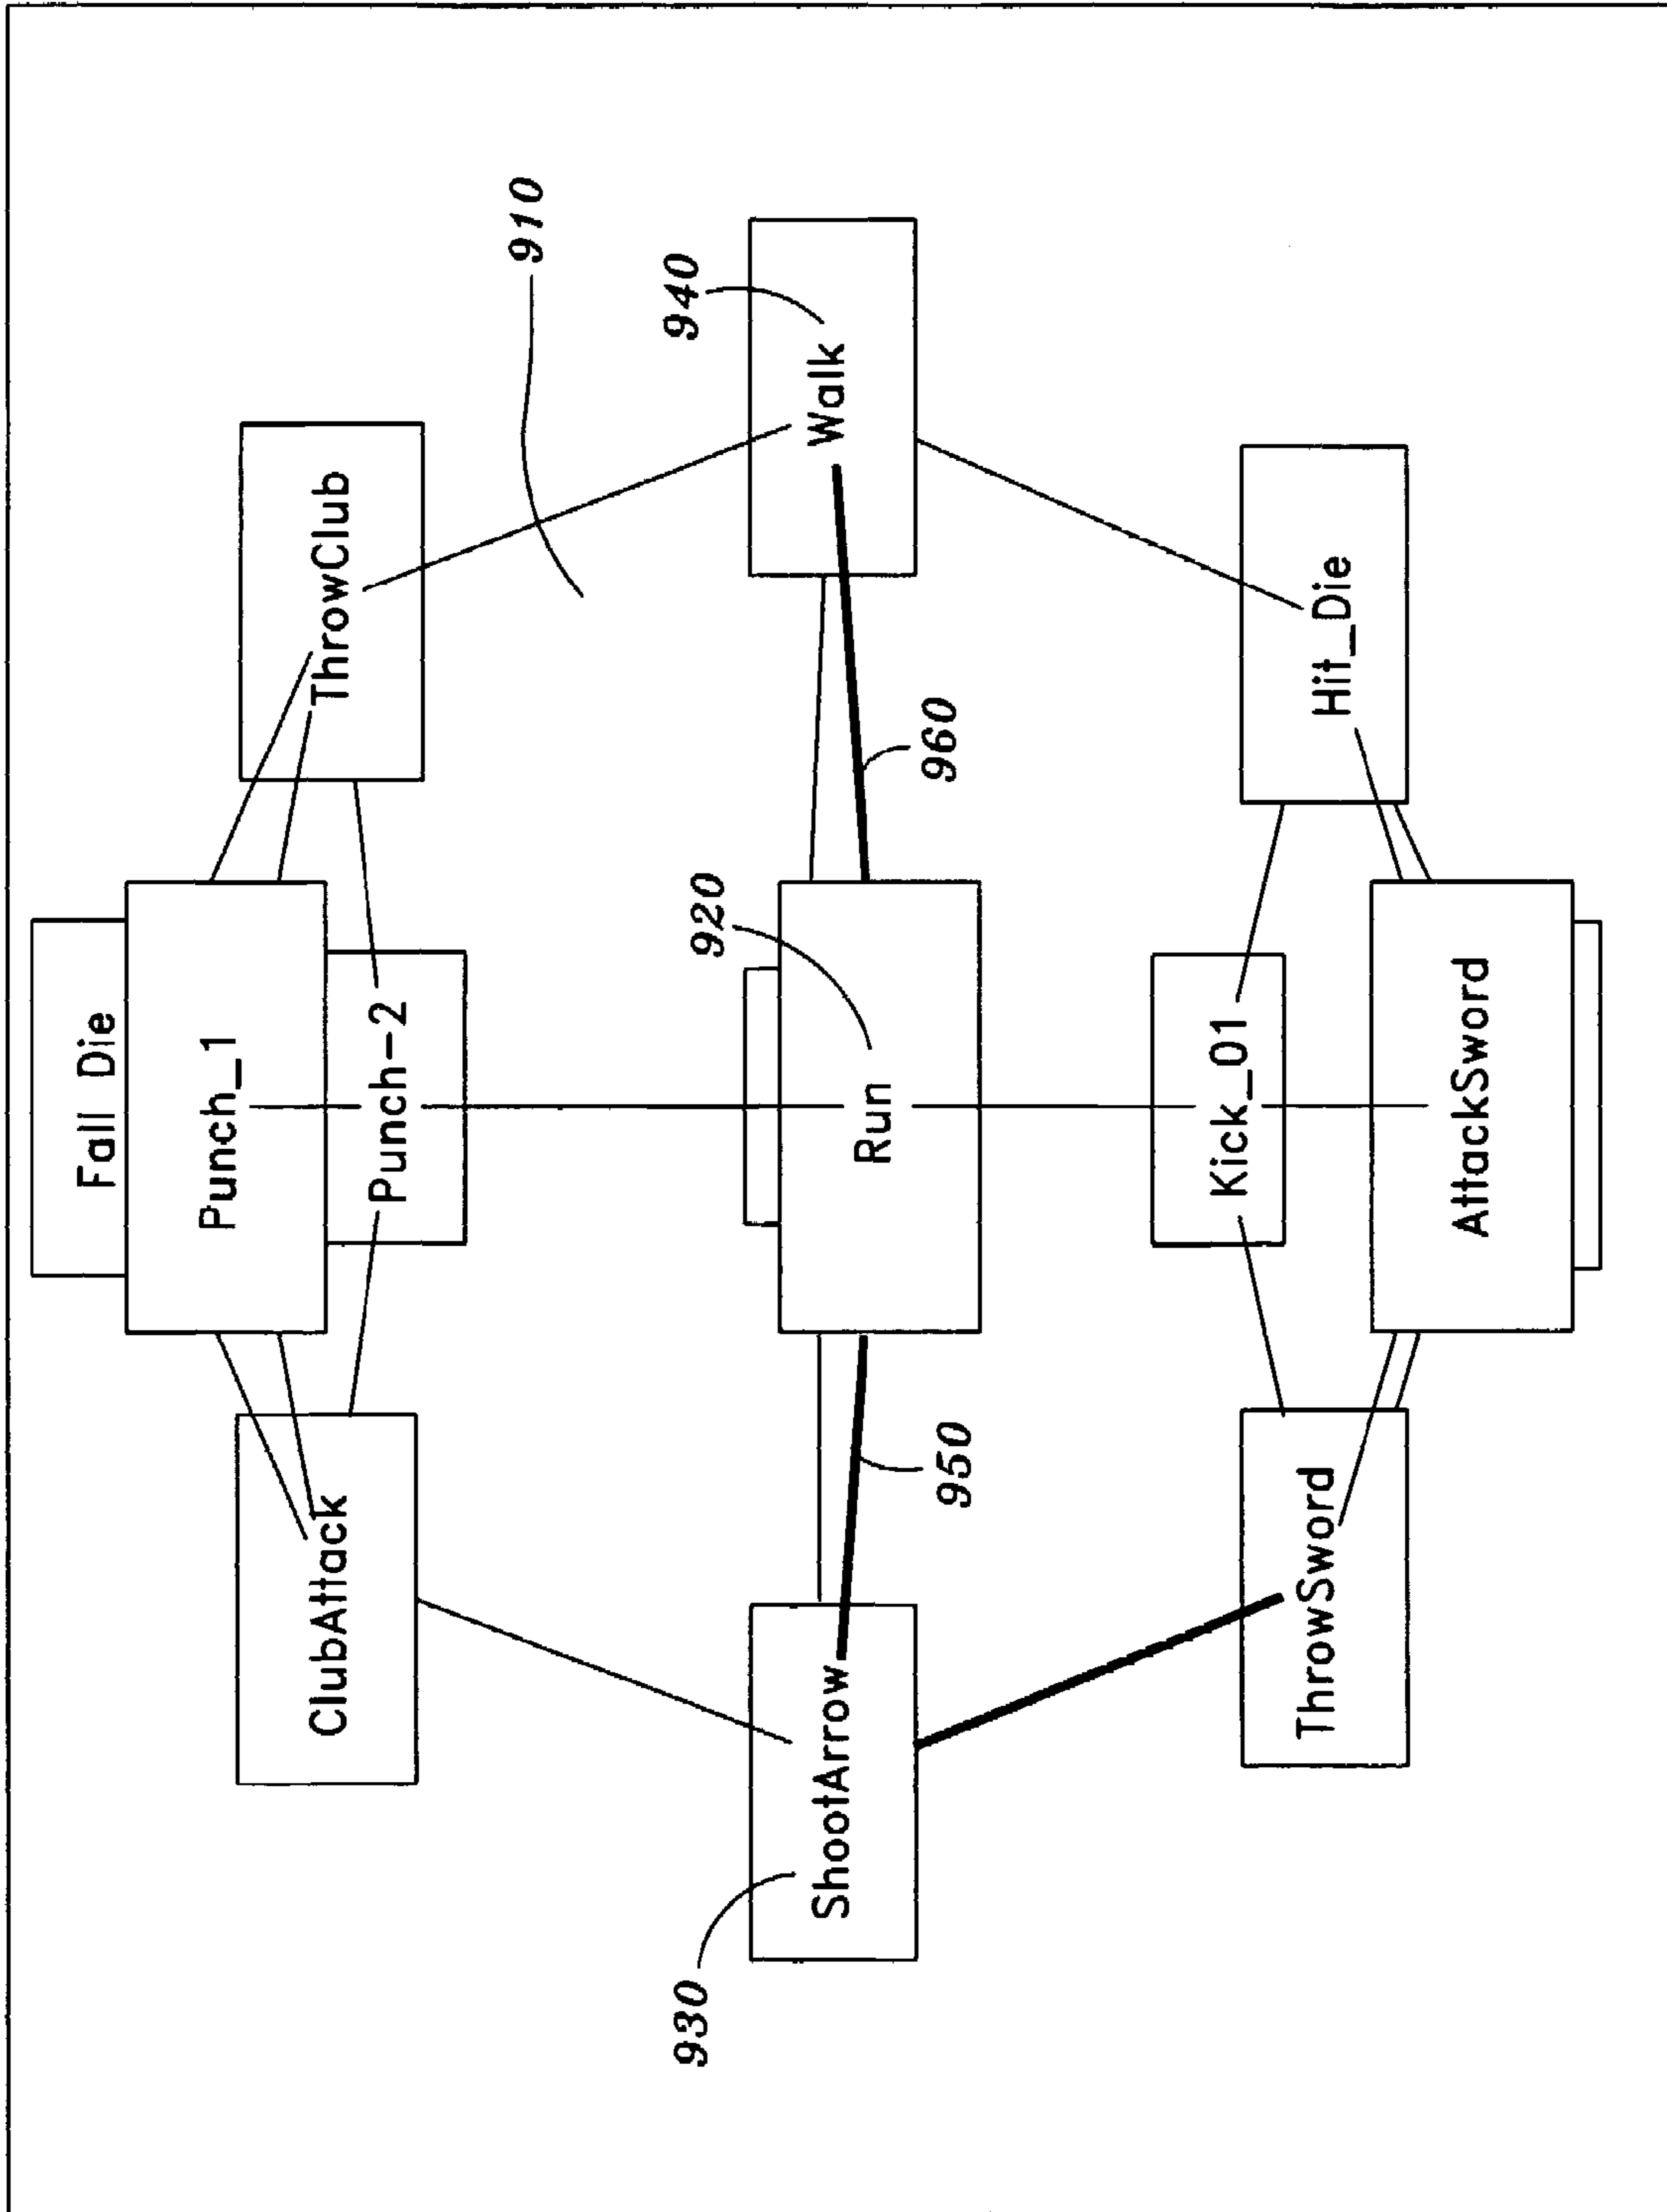 Fall Die
Punch_1
ClubAttack
ThrowClub
Punch-2
910
930
ShootArrow
920
Run
940
Walk
950
960
Kick_01
ThrowSword
Hit_Die
AttackSword